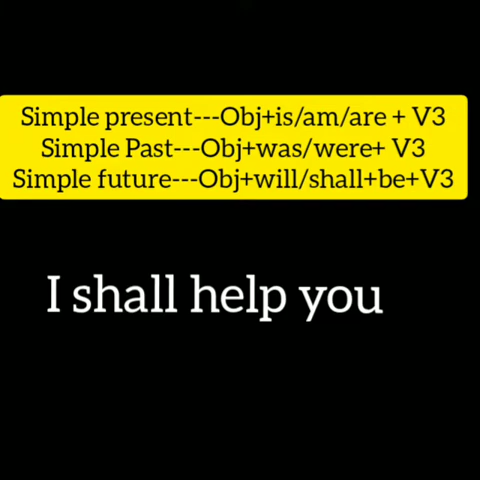 Simple present---Obj+is/am/are + V3
Simple Past---Obj+was/were+ V3
Simple future---Obj+will/shall+be+V3
I shall help you